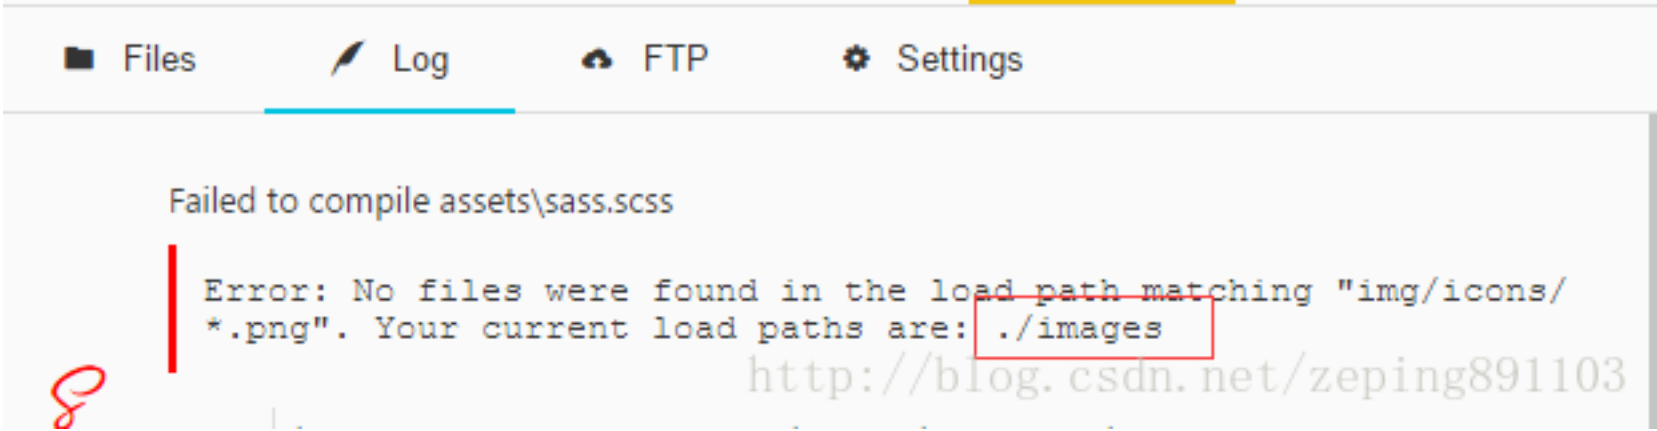 Files Log FTP Settings
Failed to compile assets\sass.scss
Error: No files were found in the load path matching "img/icons/
*.png". Your current load paths are: ./images
http://blog.csdn.net/zeping891103